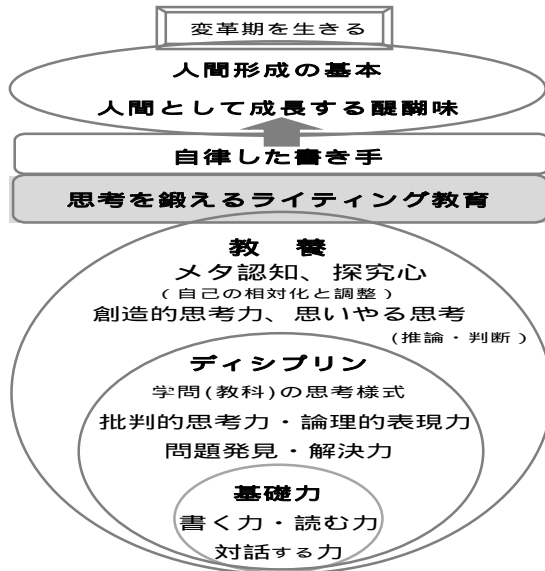 変革期を生きる
人間形成の基本
人間として成長する醍醐味
自律した書き手
思考を鍛えるライティング教育
教　養
メタ認知、探究心
(自己の相対化と調整)
創造的思考力、思いやる思考
(推論・判断)
ディシプリン
学問(教科)の思考様式
批判的思考力・論理的表現力
問題発見・解決力
基礎力
書く力・読む力
対話する力